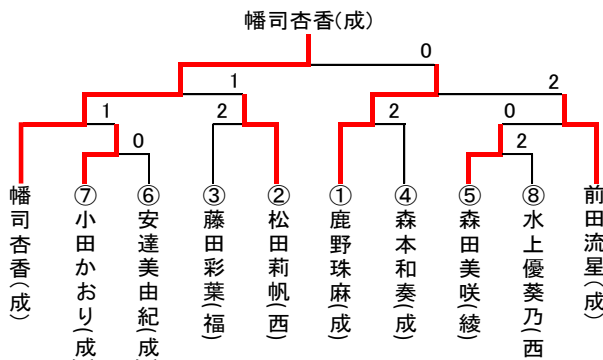 幡司杏香(成)
0
1
2
1
2
2
0
0
2
幡司杏香(成)
⑦小田かおり(成
⑥安達美由紀(成
③藤田彩葉(福)
②松田莉帆(西)
①鹿野珠麻(成)
④森本和奏(成)
⑤森田美咲(綾)
⑧水上優葵乃(西
前田流星(成)